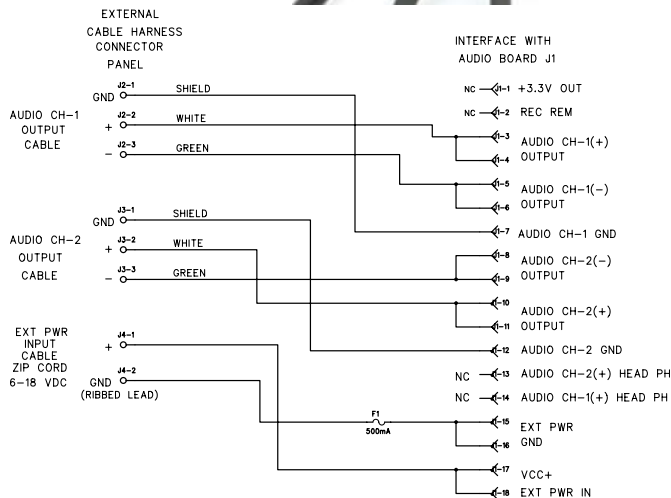 EXTERNAL
CABLE HARNESS
CONNECTOR
PANEL
INTERFACE WITH
AUDIO BOARD J1
AUDIO CH-1
OUTPUT
CABLE
GND J2-1 SHIELD
+ J2-2 WHITE
- J2-3 GREEN
AUDIO CH-2
OUTPUT
CABLE
GND J3-1 SHIELD
+ J3-2 WHITE
- J3-3 GREEN
EXT PWR
INPUT
CABLE
ZIP CORD
6-18 VDC
+ J4-1
J4-2
GND
(RIBBED LEAD)
F1
500mA
NC J1-1 +3.3V OUT
NC J1-2 REC REM
J1-3
J1-4
AUDIO CH-1(+)
OUTPUT
J1-5
J1-6
AUDIO CH-1(-)
OUTPUT
J1-7 AUDIO CH-1 GND
J1-8
J1-9
AUDIO CH-2(-)
OUTPUT
J1-10
J1-11
AUDIO CH-2(+)
OUTPUT
J1-12 AUDIO CH-2 GND
NC J1-13 AUDIO CH-2(+) HEAD PH
NC J1-14 AUDIO CH-1(+) HEAD PH
J1-15
J1-16
EXT PWR
GND
J1-17
J1-18
VCC+
EXT PWR IN